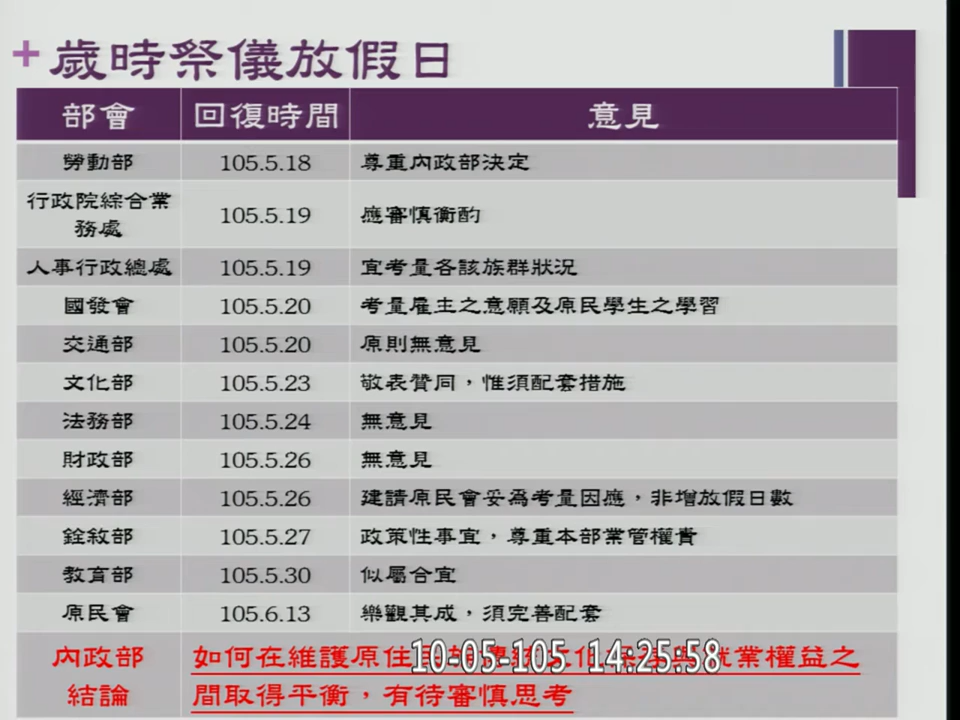 + 歲時祭儀放假日
部會 回復時間 意見
勞動部 105.5.18 尊重內政部決定
行政院綜合業
務處 105.5.19 應審慎衡酌
人事行政總處 105.5.19 宜考量各該族群狀況
國發會 105.5.20 考量雇主之意願及原民學生之學習
交通部 105.5.20 原則無意見
文化部 105.5.23 敬表贊同,惟須配套措施
法務部 105.5.24 無意見
財政部 105.5.26 無意見
經濟部 105.5.26 建請原民會妥為考量因應,非增放假日數
銓敘部 105.5.27 政策性事宜,尊重本部業管權責
教育部 105.5.30 似屬合宜
原民會 105.6.13 樂觀其成,須完善配套
內政部
結論
如何在維護原住 就業權益之
間取得平衡,有待審慎思考
10-05-105 14:25:58